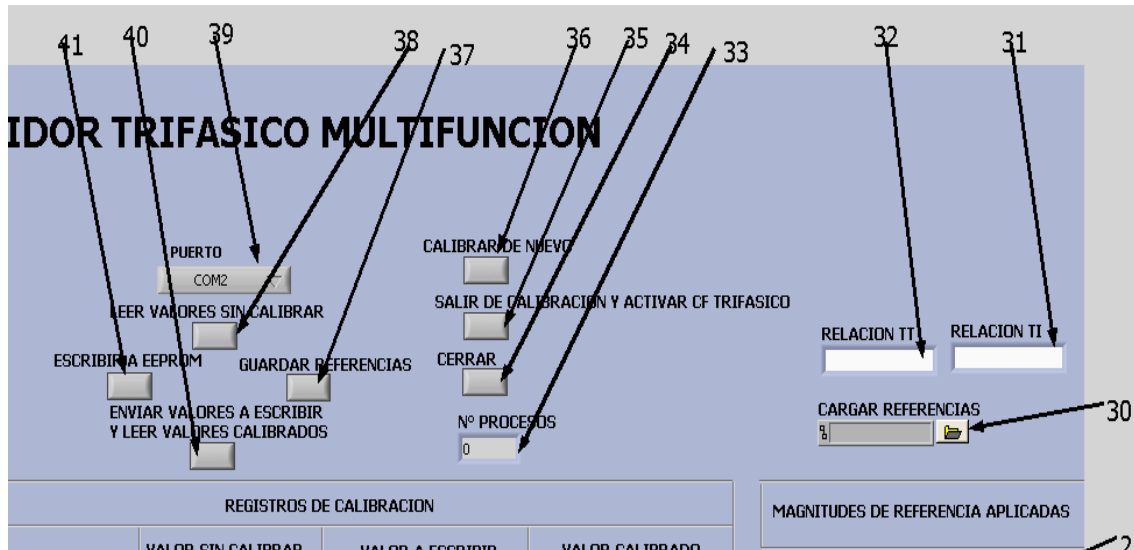 41 40 39 38 37 36 35 34 33 32 31
IDOR TRIFASICO MULTIFUNCION
PUERTO
COM2
LEER VALORES SIN CALIBRAR
ESCRIBIR A EEPROM
GUARDAR REFERENCIAS
ENVIAR VALORES A ESCRIBIR
Y LEER VALORES CALIBRADOS
CALIBRAR DE NUEVO
SALIR DE CALIBRACION Y ACTIVAR CF TRIFASICO
CERRAR
Nº PROCESOS
0
RELACION TT
RELACION TI
CARGAR REFERENCIAS
30
REGISTROS DE CALIBRACION
MAGNITUDES DE REFERENCIA APLICADAS
VALOR SIN CALIBRAR
VALOR A ESCRIBIR
VALOR CALIBRADO
2